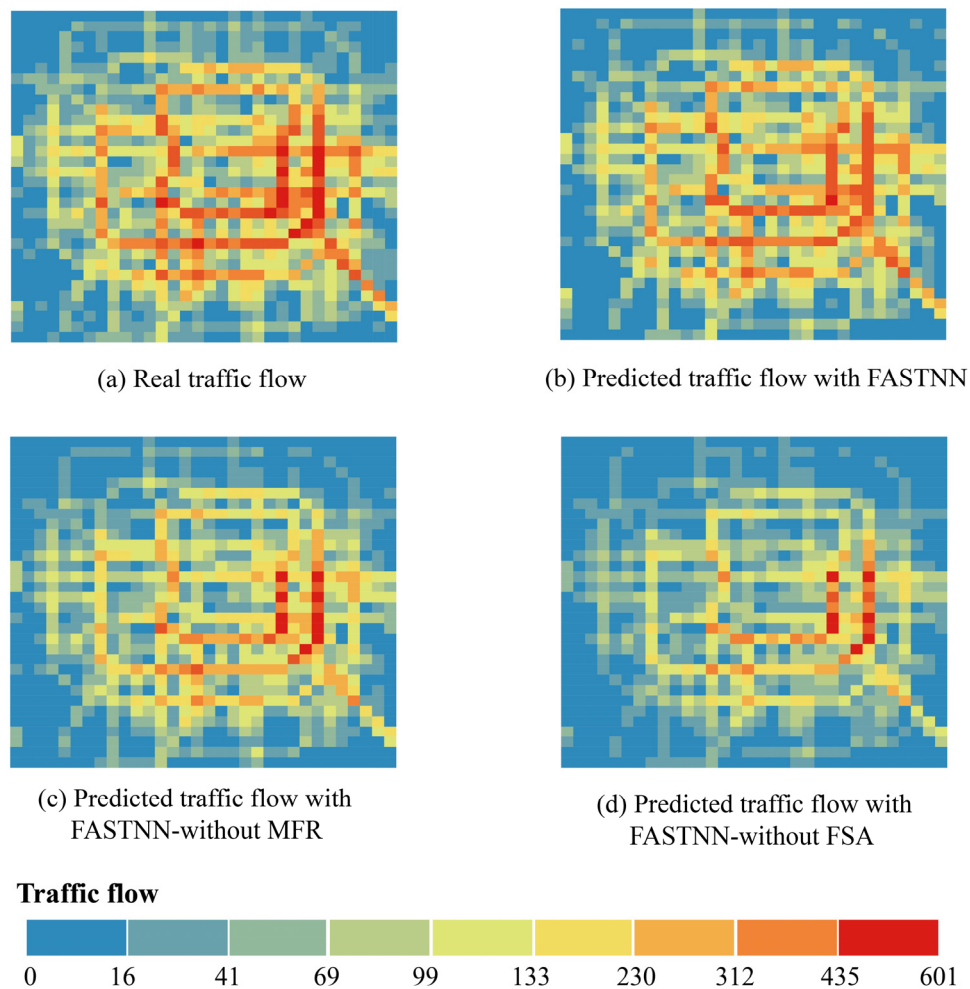 (a) Real traffic flow
(b) Predicted traffic flow with FASTNN
(c) Predicted traffic flow with
FASTNN-without MFR
(d) Predicted traffic flow with
FASTNN-without FSA
Traffic flow
0 16 41 69 99 133 230 312 435 601